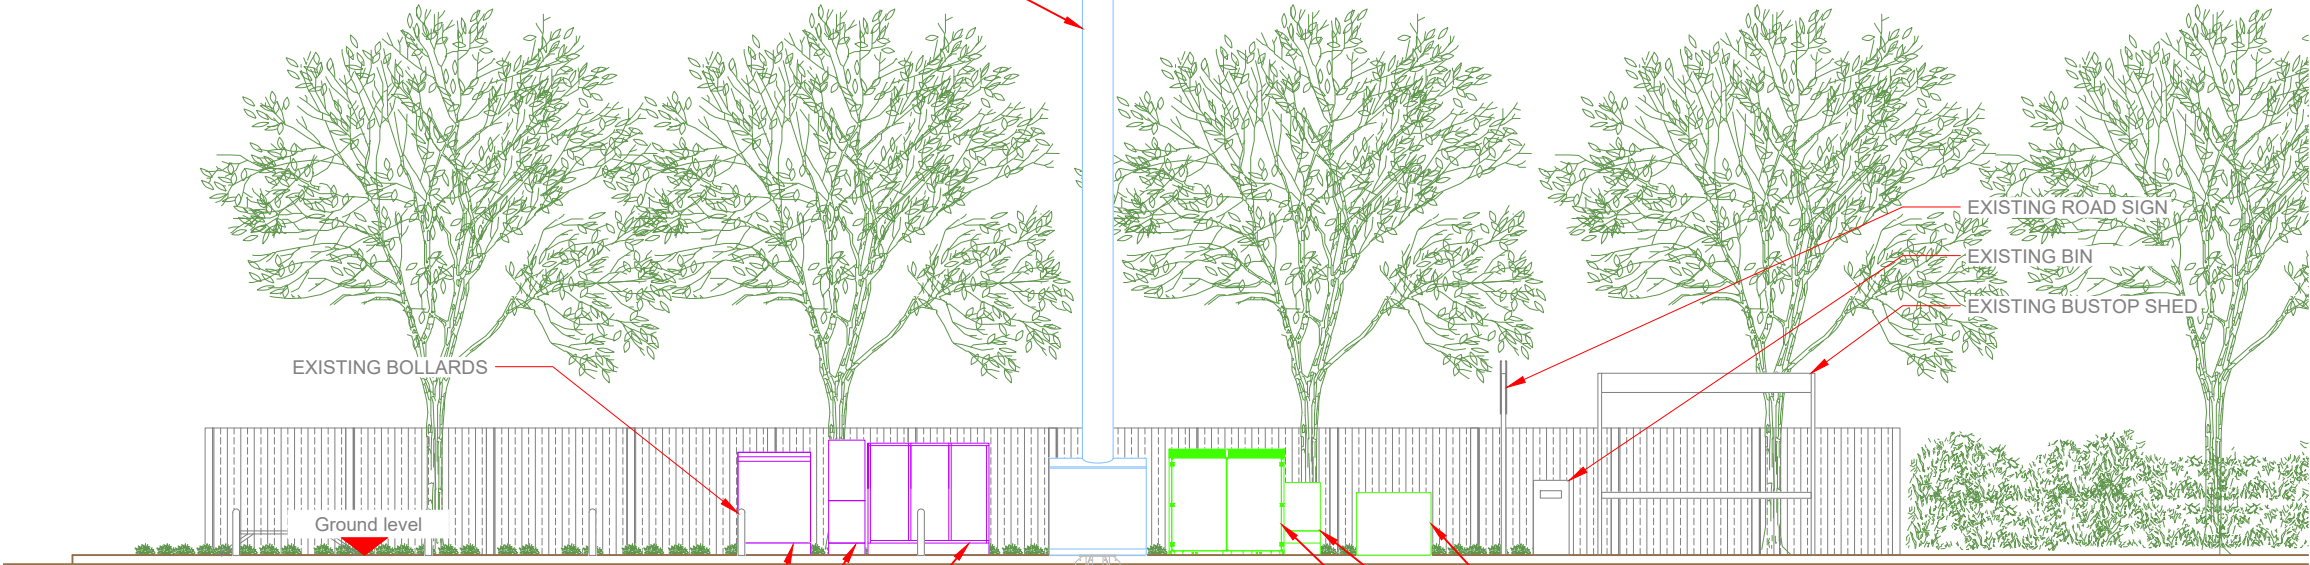 EXISTING ROAD SIGN
EXISTING BIN
EXISTING BUSTOP SHED
EXISTING BOLLARDS
Ground level